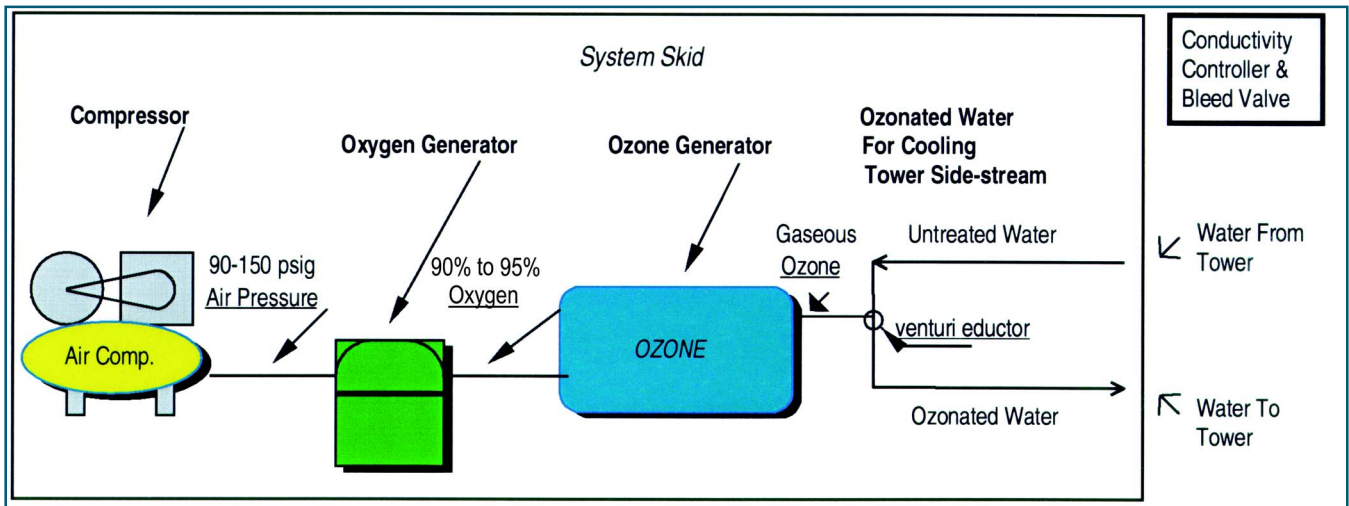 System Skid
Conductivity
Controller &
Bleed Valve
Compressor
Oxygen Generator
Ozone Generator
Ozonated Water
For Cooling
Tower Side-stream
90-150 psig
Air Pressure
90% to 95%
Oxygen
Gaseous
Ozone
Untreated Water
Water From
Tower
Air Comp.
OZONE
venturi eductor
Ozonated Water
Water To
Tower